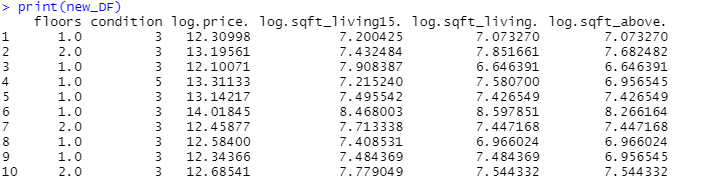 > print(new_DF)
floors condition log.price. log.sqft_living15. log.sqft_living. log.sqft_above.
1 1.0 3 12.30998 7.200425 7.073270 7.073270
2 2.0 3 13.19561 7.432484 7.851661 7.682482
3 1.0 3 12.10071 7.908387 6.646391 6.646391
4 1.0 5 13.31133 7.215240 7.580700 6.956545
5 1.0 3 13.14217 7.495542 7.426549 7.426549
6 1.0 3 14.01845 8.468003 8.597851 8.266164
7 2.0 3 12.45877 7.713338 7.447168 7.447168
8 1.0 3 12.58400 7.408531 6.966024 6.966024
9 1.0 3 12.34366 7.484369 7.484369 6.956545
10 2.0 3 12.68541 7.779049 7.544332 7.544332